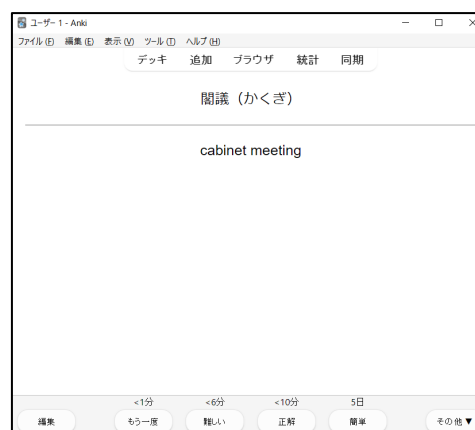 ユーザー 1 - Anki
ファイル (F) 編集 (E) 表示 (V) ツール (T) ヘルプ (H)
デッキ 追加 ブラウザ 統計 同期
閣議（かくぎ）
cabinet meeting
<1分 <6分 <10分 5日
編集 もう一度 難しい 正解 簡単 その他 ▼